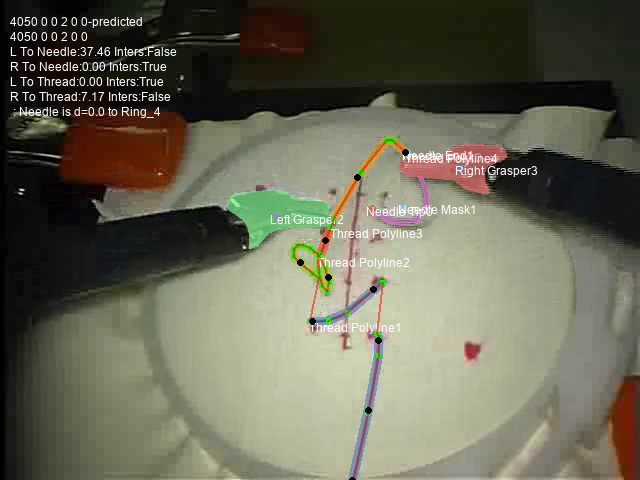 4050 0 0 2 0 0-predicted
4050 0 0 2 0 0
L To Needle:37.46 Inters:False
R To Needle:0.00 Inters:True
L To Thread:0.00 Inters:True
R To Thread:7.17 Inters:False
: Needle is d=0.0 to Ring_4
Needle End1
Thread Polyline4
Right Grasper3
Needle Mask1
Left Grasper2
Thread Polyline3
Thread Polyline2
Thread Polyline1